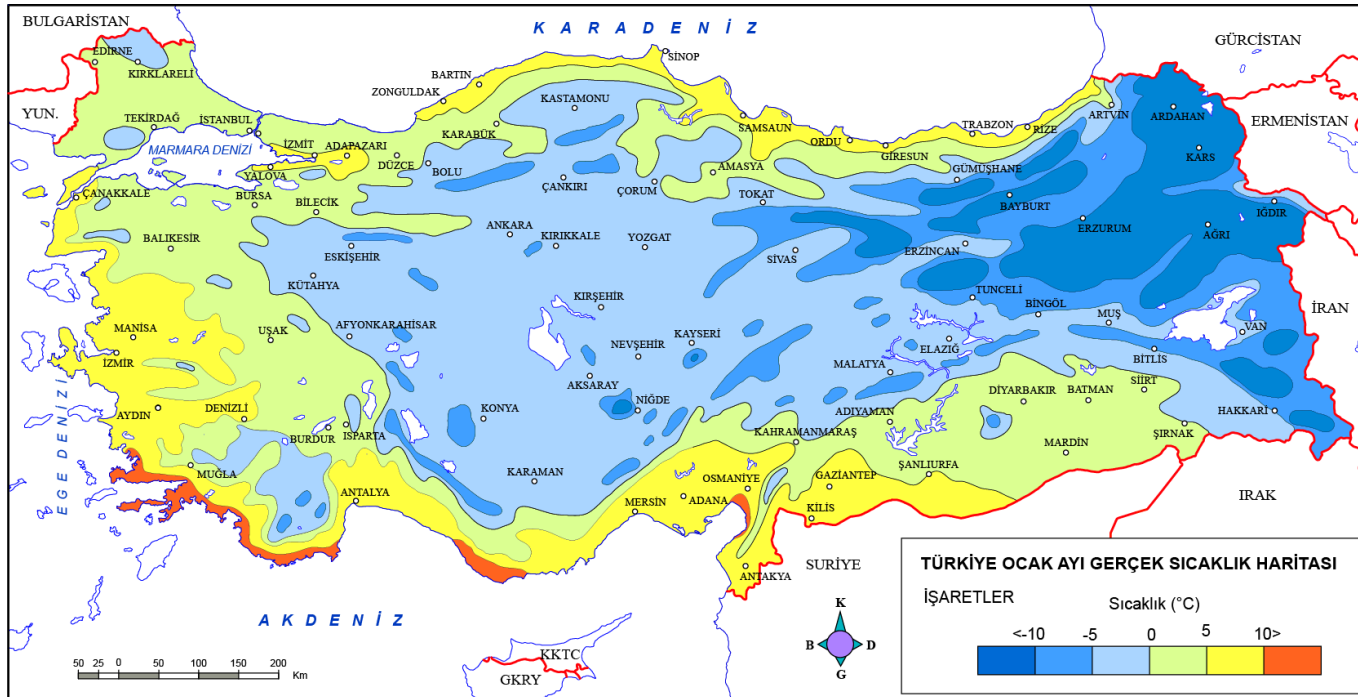 BULGARİSTAN
K A R A D E N İ Z
GÜRCİSTAN
YUN.
ERMENİSTAN
EDİRNE
KIRKLARELİ
TEKİRDAĞ
İSTANBUL
MARMARA DENİZİ
İZMİT
ADAPAZARI
YALOVA
DÜZCE
BOLU
ZONGULDAK
BARTIN
KARABÜK
KASTAMONU
SİNOP
SAMSAUN
ORDU
GİRESUN
TRABZON
RİZE
ARTVİN
ARDAHAN
KARS
ÇANAKKALE
BURSA
BİLECİK
ÇANKIRI
ÇORUM
AMASYA
TOKAT
GÜMÜŞHANE
BAYBURT
ERZURUM
IĞDIR
AĞRI
BALIKESİR
ESKİŞEHİR
ANKARA
KIRIKKALE
YOZGAT
SİVAS
ERZİNCAN
KÜTAHYA
KIRŞEHİR
TUNCELİ
BİNGÖL
MUŞ
İRAN
MANİSA
UŞAK
AFYONKARAHİSAR
NEVŞEHİR
KAYSERİ
ELAZIĞ
VAN
İZMİR
MALATYA
BİTLİS
AKSARAY
NİĞDE
DİYARBAKIR
BATMAN
SİİRT
AYDIN
DENİZLİ
KONYA
ADIYAMAN
HAKKARİ
BURDUR
ISPARTA
KAHRAMANMARAŞ
MARDİN
ŞIRNAK
EGE DENİZİ
MUĞLA
ANTALYA
KARAMAN
MERSİN
ADANA
OSMANİYE
GAZİANTEP
ŞANLIURFA
KİLİS
IRAK
ANTAKYA
SURİYE
A K D E N İ Z
KKTC
GKRY
K
B D
G
50 25 0 50 100 150 200
Km
TÜRKİYE OCAK AYI GERÇEK SICAKLIK HARİTASI
İŞARETLER
Sıcaklık (°C)
<-10 -5 0 5 10>